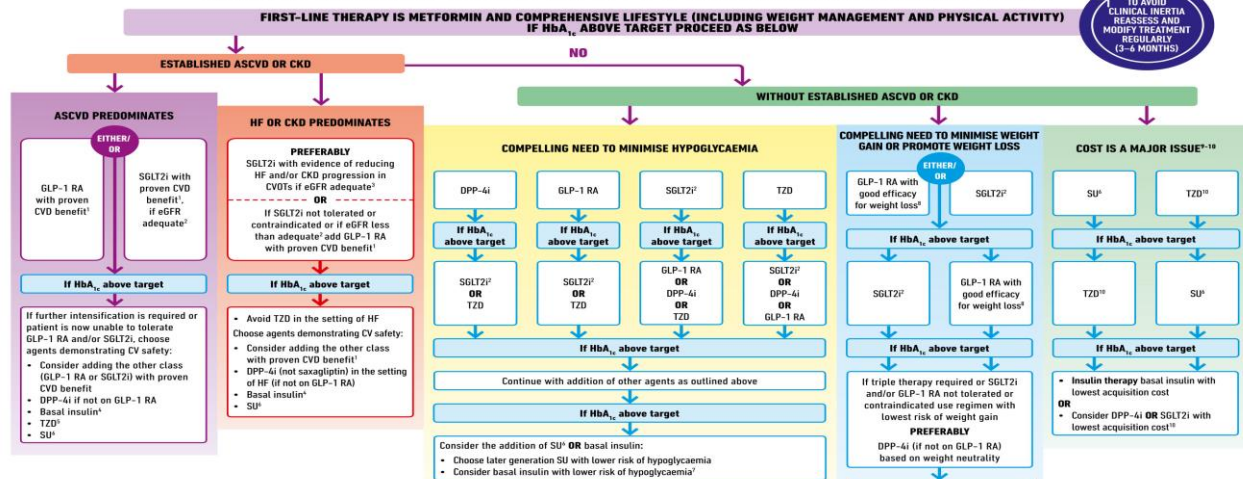 TO AVOID
CLINICAL INERTIA
REASSESS AND
MODIFY TREATMENT
REGULARLY
(3–6 MONTHS)
FIRST-LINE THERAPY IS METFORMIN AND COMPREHENSIVE LIFESTYLE (INCLUDING WEIGHT MANAGEMENT AND PHYSICAL ACTIVITY)
IF HbA1c ABOVE TARGET PROCEED AS BELOW
NO
ESTABLISHED ASCVD OR CKD
WITHOUT ESTABLISHED ASCVD OR CKD
ASCVD PREDOMINATES
EITHER/
OR
GLP-1 RA
with proven
CVD benefit¹
SGLT2i with
proven CVD
benefit¹,
if eGFR
adequate²
If HbA1c above target
If further intensification is required or
patient is now unable to tolerate
GLP-1 RA and/or SGLT2i, choose
agents demonstrating CV safety:
• Consider adding the other class
(GLP-1 RA or SGLT2i) with proven
CVD benefit
• DPP-4i if not on GLP-1 RA
• Basal insulin⁴
• TZD⁵
• SU⁶
HF OR CKD PREDOMINATES
PREFERABLY
SGLT2i with evidence of reducing
HF and/or CKD progression in
CVOTs if eGFR adequate³
OR
If SGLT2i not tolerated or
contraindicated or if eGFR less
than adequate² add GLP-1 RA
with proven CVD benefit¹
If HbA1c above target
• Avoid TZD in the setting of HF
Choose agents demonstrating CV safety:
• Consider adding the other class
with proven CVD benefit¹
• DPP-4i (not saxagliptin) in the setting
of HF (if not on GLP-1 RA)
• Basal insulin⁴
• SU⁶
COMPELLING NEED TO MINIMISE HYPOGLYCAEMIA
DPP-4i
GLP-1 RA
SGLT2i²
TZD
If HbA1c
above target
If HbA1c
above target
If HbA1c
above target
If HbA1c
above target
SGLT2i²
OR
TZD
SGLT2i²
OR
TZD
GLP-1 RA
OR
DPP-4i
OR
TZD
SGLT2i²
OR
DPP-4i
OR
GLP-1 RA
If HbA1c above target
Continue with addition of other agents as outlined above
If HbA1c above target
Consider the addition of SU⁶ OR basal insulin:
• Choose later generation SU with lower risk of hypoglycaemia
• Consider basal insulin with lower risk of hypoglycaemia⁷
COMPELLING NEED TO MINIMISE WEIGHT
GAIN OR PROMOTE WEIGHT LOSS
EITHER/
OR
GLP-1 RA with
good efficacy
for weight loss⁸
SGLT2i²
If HbA1c above target
SGLT2i²
GLP-1 RA with
good efficacy
for weight loss⁸
If HbA1c above target
If triple therapy required or SGLT2i
and/or GLP-1 RA not tolerated or
contraindicated use regimen with
lowest risk of weight gain
PREFERABLY
DPP-4i (if not on GLP-1 RA)
based on weight neutrality
COST IS A MAJOR ISSUE⁹⁻¹⁰
SU⁶
TZD¹⁰
If HbA1c above target
TZD¹⁰
SU⁶
If HbA1c above target
• Insulin therapy basal insulin with
lowest acquisition cost
OR
• Consider DPP-4i OR SGLT2i with
lowest acquisition cost¹⁰